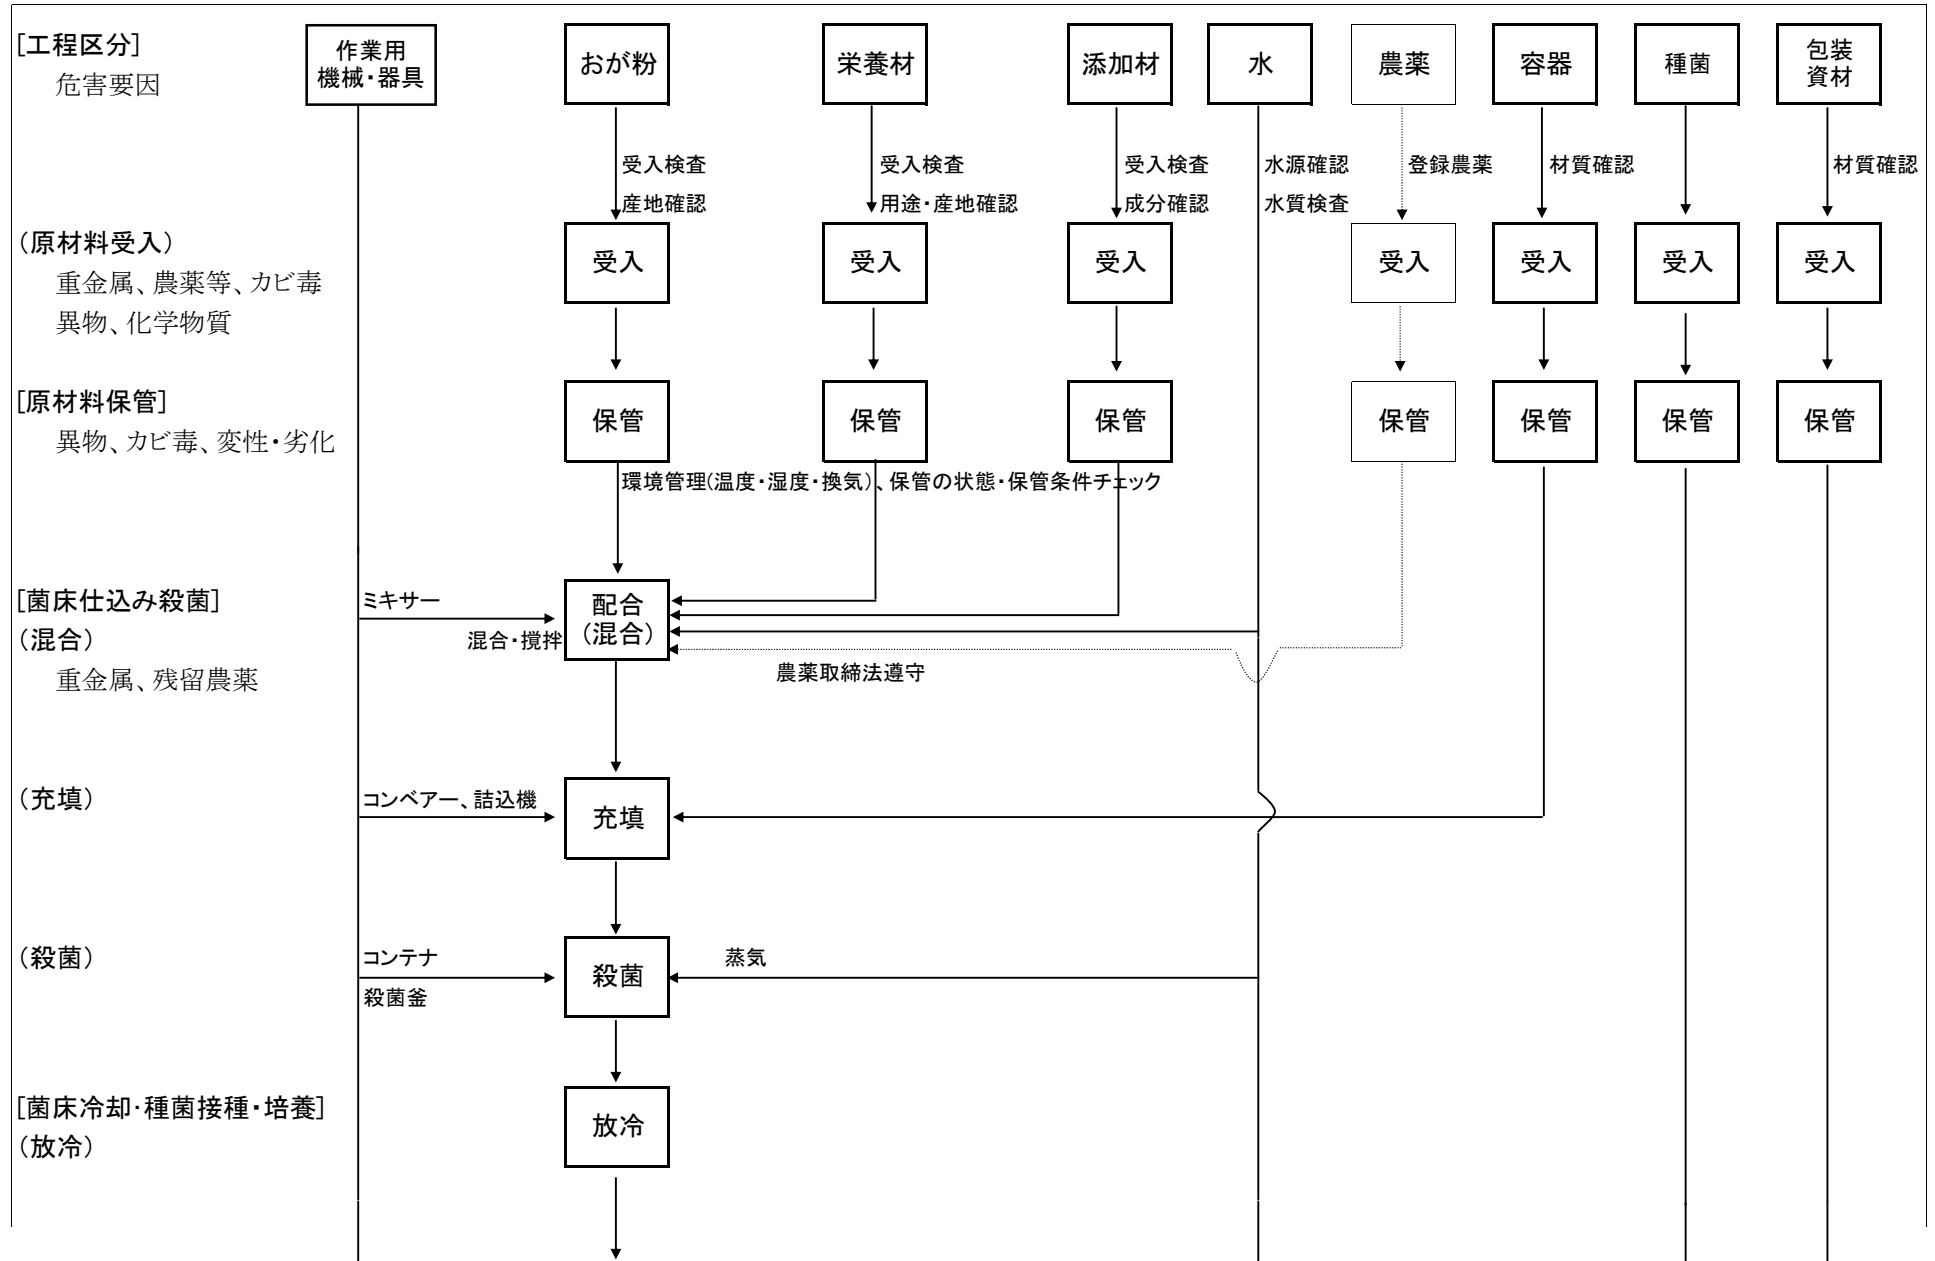 [工程区分]
危害要因
作業用
機械・器具
おが粉
栄養材
添加材
水
農薬
容器
種菌
包装
資材
受入検査
産地確認
受入検査
用途・産地確認
受入検査
成分確認
水源確認
水質検査
登録農薬
材質確認
材質確認
(原材料受入)
重金属、農薬等、カビ毒
異物、化学物質
受入
受入
受入
受入
受入
受入
受入
[原材料保管]
異物、カビ毒、変性・劣化
保管
保管
保管
保管
保管
保管
保管
環境管理(温度・湿度・換気)、保管の状態・保管条件チェック
[菌床仕込み殺菌]
(混合)
重金属、残留農薬
ミキサー
混合・撹拌
配合
(混合)
農薬取締法遵守
(充填)
コンベアー、詰込機
充填
(殺菌)
コンテナ
殺菌釜
殺菌
蒸気
[菌床冷却・種菌接種・培養]
(放冷)
放冷